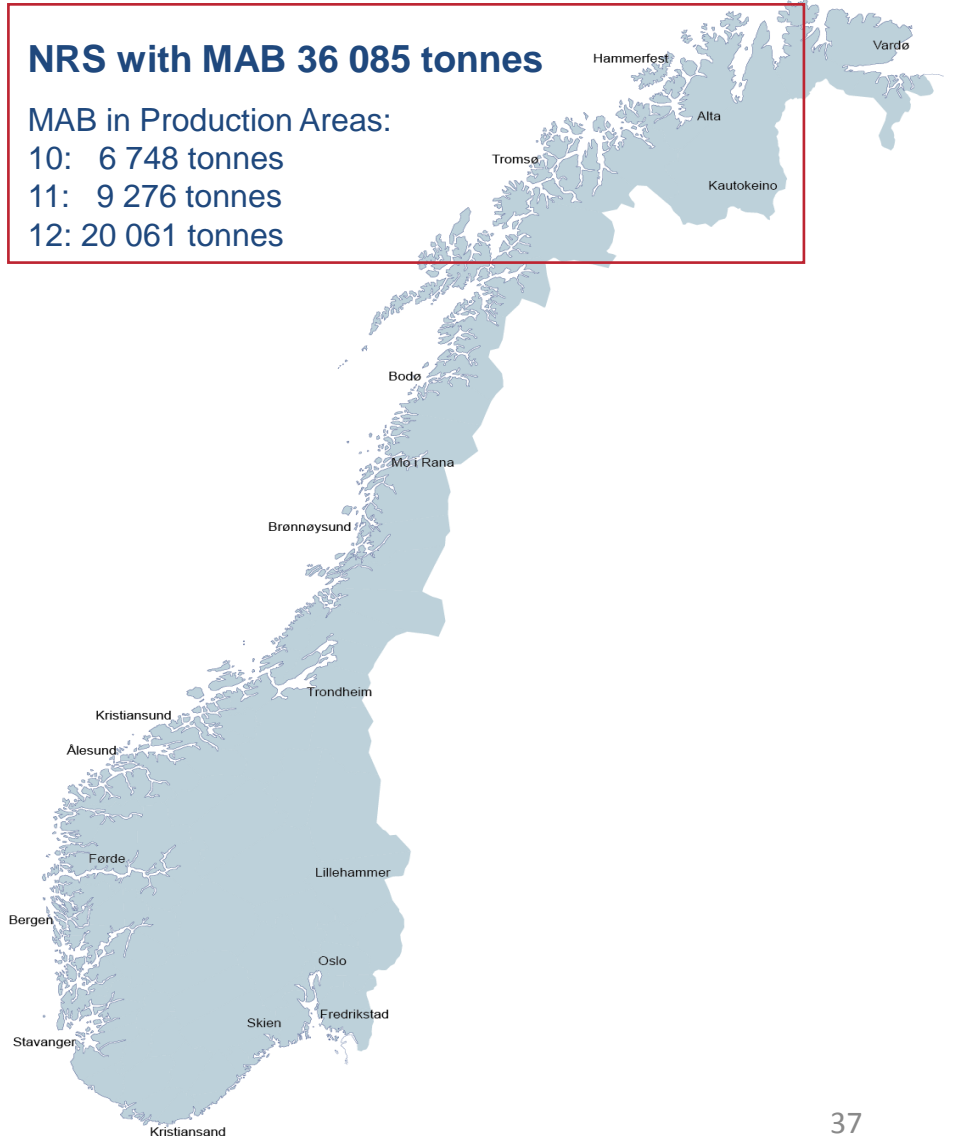 NRS with MAB 36 085 tonnes
MAB in Production Areas:
10: 6 748 tonnes
11: 9 276 tonnes
12: 20 061 tonnes
Vardø
Hammerfest
Alta
Tromsø
Kautokeino
Bodø
Mo i Rana
Brønnøysund
Trondheim
Kristiansund
Ålesund
Førde
Lillehammer
Bergen
Oslo
Fredrikstad
Skien
Stavanger
Kristiansand
37